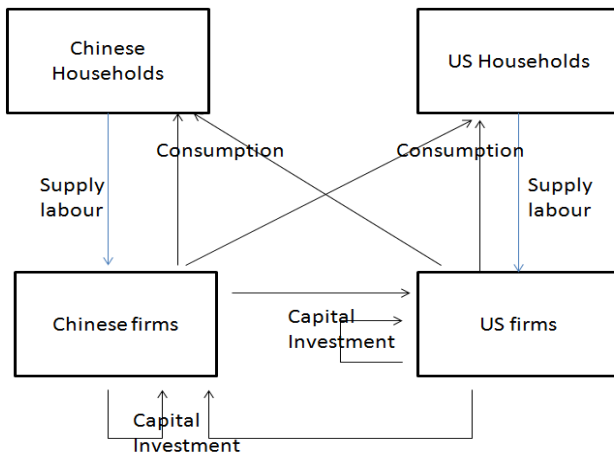 Chinese
Households
US Households
Consumption
Consumption
Supply
labour
Supply
labour
Chinese firms
Capital
Investment
US firms
Capital
Investment